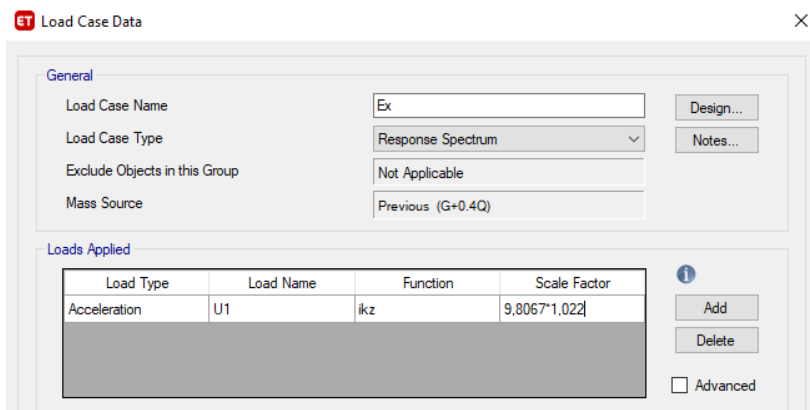 ET Load Case Data
General
Load Case Name Ex Design...
Load Case Type Response Spectrum Notes...
Exclude Objects in this Group Not Applicable
Mass Source Previous (G+0.4Q)
Loads Applied
Load Type Load Name Function Scale Factor
Acceleration U1 ikz 9,8067*1,022 Add
Delete
Advanced